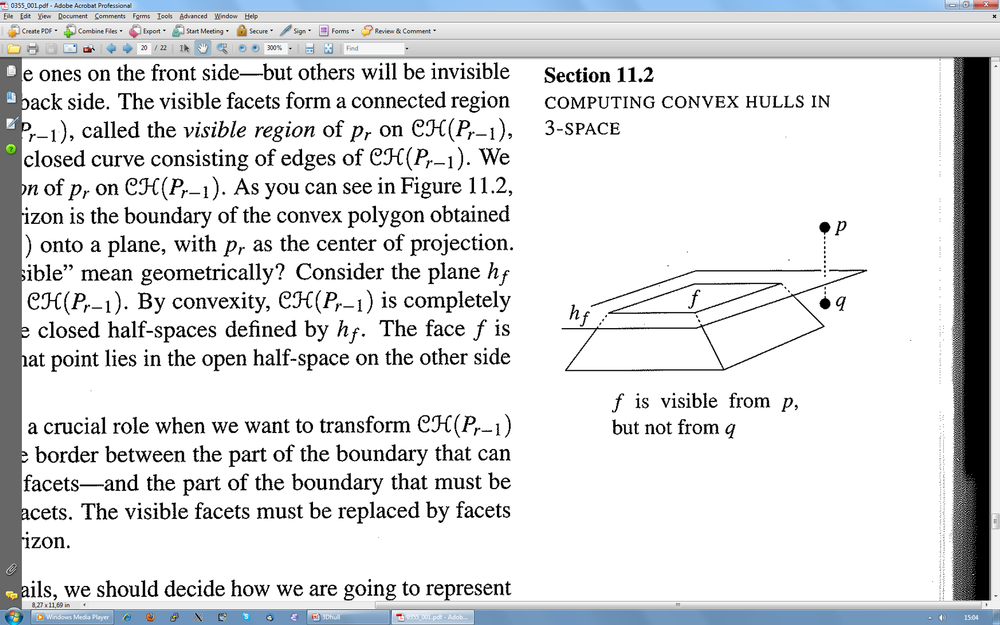 0355_001.pdf - Adobe Acrobat Professional
File Edit View Document Comments Forms Tools Advanced Window Help
Create PDF Combine Files Export Start Meeting Secure Sign Forms Review & Comment
20 / 22 300% Find
e ones on the front side—but others will be invisible
back side. The visible facets form a connected region
P_{r−1}), called the visible region of p_r on CH(P_{r−1}),
closed curve consisting of edges of CH(P_{r−1}). We
on of p_r on CH(P_{r−1}). As you can see in Figure 11.2,
rizon is the boundary of the convex polygon obtained
) onto a plane, with p_r as the center of projection.
sible” mean geometrically? Consider the plane h_f
CH(P_{r−1}). By convexity, CH(P_{r−1}) is completely
e closed half-spaces defined by h_f. The face f is
hat point lies in the open half-space on the other side
a crucial role when we want to transform CH(P_{r−1})
e border between the part of the boundary that can
facets—and the part of the boundary that must be
acets. The visible facets must be replaced by facets
rizon.
ails, we should decide how we are going to represent
Section 11.2
COMPUTING CONVEX HULLS IN
3-SPACE
p
f
q
h_f
f is visible from p,
but not from q
8,27 x 11,69 in
Windows Media Player 3Dhull 0355_001.pdf - Adob... 15:04